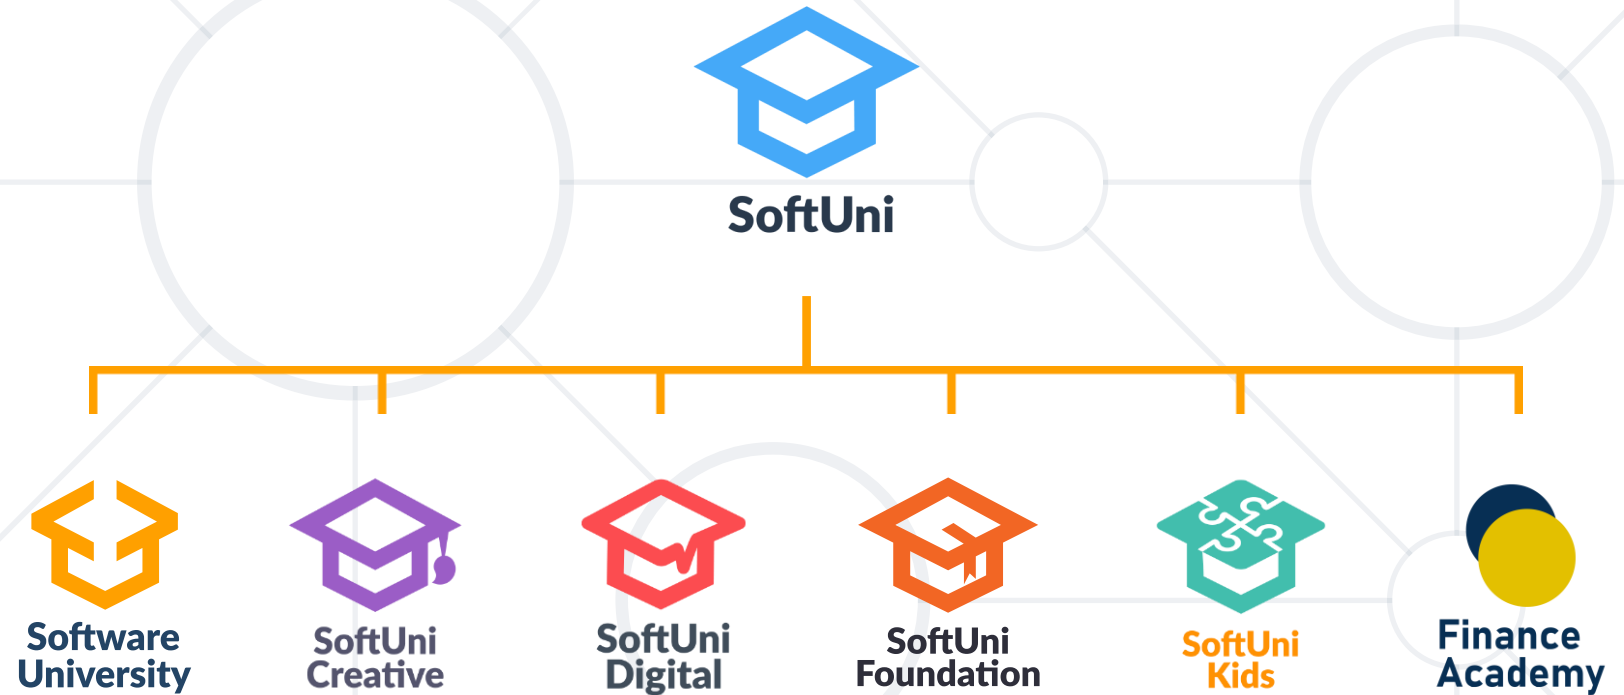 SoftUni
Software
University
SoftUni
Creative
SoftUni
Digital
SoftUni
Foundation
SoftUni
Kids
Finance
Academy